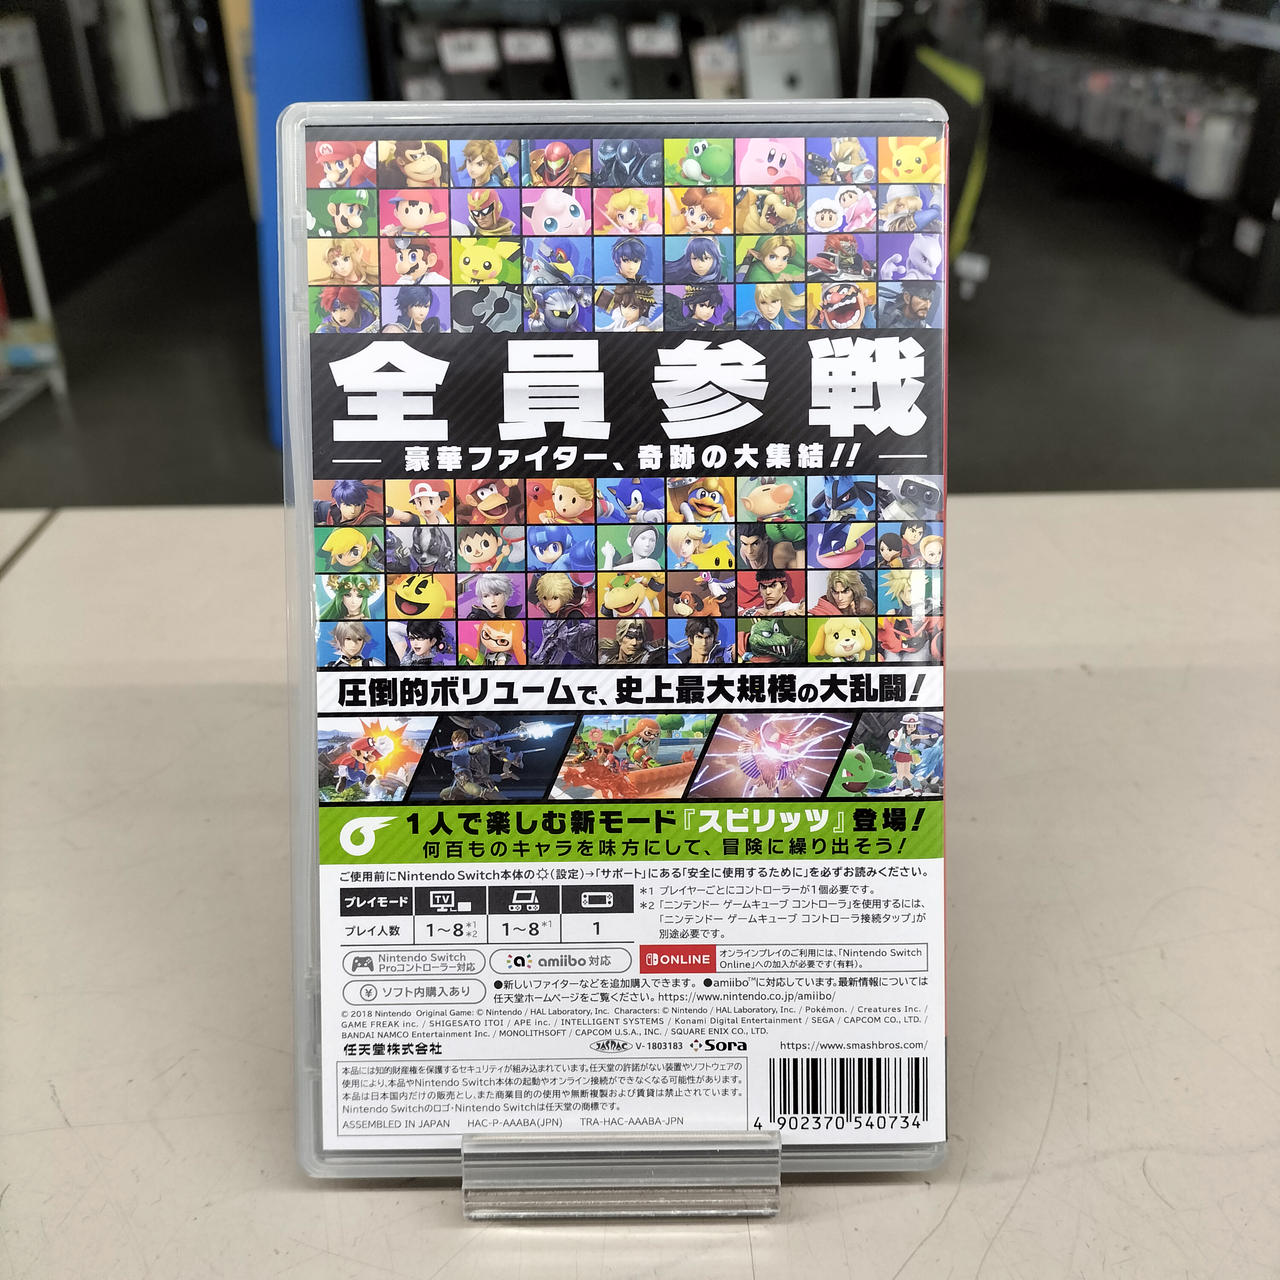 全員参戦
豪華ファイター、奇跡の大集結!!
圧倒的ボリュームで、史上最大規模の大乱闘!
1人で楽しむ新モード『スピリッツ』登場!
何百ものキャラを味方にして、冒険に繰り出そう!
ご使用前にNintendo Switch本体の(設定)→「サポート」にある「安全に使用するために」を必ずお読みください。
プレイモード TV
プレイ人数 1~8 *1 *2 1~8 *1 1
*1 プレイヤーごとにコントローラーが1個必要です。
*2 「ニンテンドー ゲームキューブ コントローラ」を使用するには、
「ニンテンドー ゲームキューブ コントローラ接続タップ」が
別途必要です。
Nintendo Switch
Proコントローラー対応
amiibo 対応
ONLINE
オンラインプレイのご利用には、「Nintendo Switch
Online」への加入が必要です(有料)。
¥ ソフト内購入あり
●新しいファイターなどを追加購入できます。 ●amiibo™に対応しています。最新情報については
任天堂ホームページをご覧ください。https://www.nintendo.co.jp/amiibo/
© 2018 Nintendo Original Game: © Nintendo / HAL Laboratory, Inc. Characters: © Nintendo / HAL Laboratory, Inc. / Pokémon. / Creatures Inc. /
GAME FREAK inc. / SHIGESATO ITOI / APE inc. / INTELLIGENT SYSTEMS / Konami Digital Entertainment / SEGA / CAPCOM CO., LTD. /
BANDAI NAMCO Entertainment Inc. / MONOLITHSOFT / CAPCOM U.S.A., INC. / SQUARE ENIX CO., LTD.
任天堂株式会社
JASRAC V-1803183 Sora
https://www.smashbros.com/
本品には知的財産権を保護するセキュリティが組み込まれています。任天堂の許諾がない装置やソフトウェアの
使用により、本品やNintendo Switch本体の起動やオンライン接続ができなくなる可能性があります。
本品は日本国内だけの販売とし、また商業目的の使用や無断複製および賃貸は禁止されています。
Nintendo Switchのロゴ・Nintendo Switchは任天堂の商標です。
ASSEMBLED IN JAPAN HAC-P-AAABA(JPN) TRA-HAC-AAABA-JPN
4 902370 540734